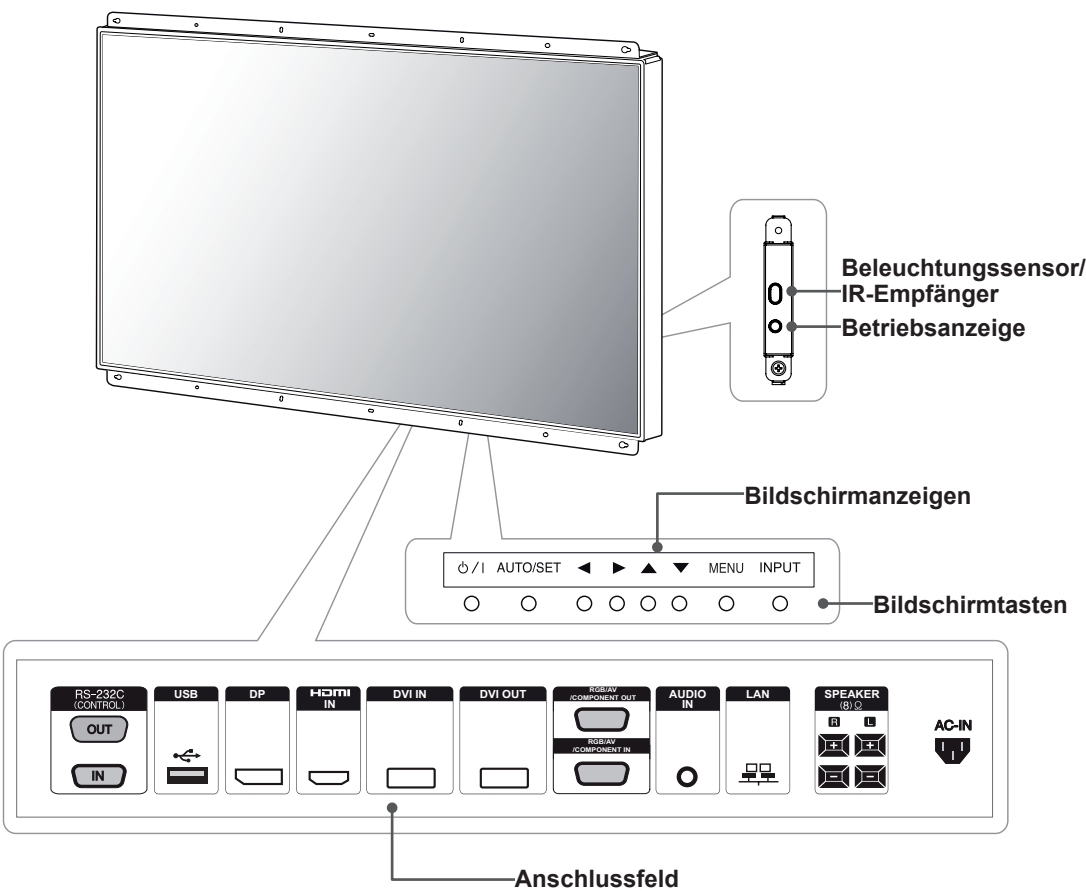 Beleuchtungssensor/
IR-Empfänger
Betriebsanzeige
Bildschirmanzeigen
⏻/I AUTO/SET ◄ ► ▲ ▼ MENU INPUT
Bildschirmtasten
RS-232C
(CONTROL)
OUT
IN
USB
DP
HDMI
IN
DVI IN
DVI OUT
RGB/AV
/COMPONENT OUT
RGB/AV
/COMPONENT IN
AUDIO
IN
LAN
SPEAKER
(8) Ω
R L
+ +
- -
AC-IN
Anschlussfeld